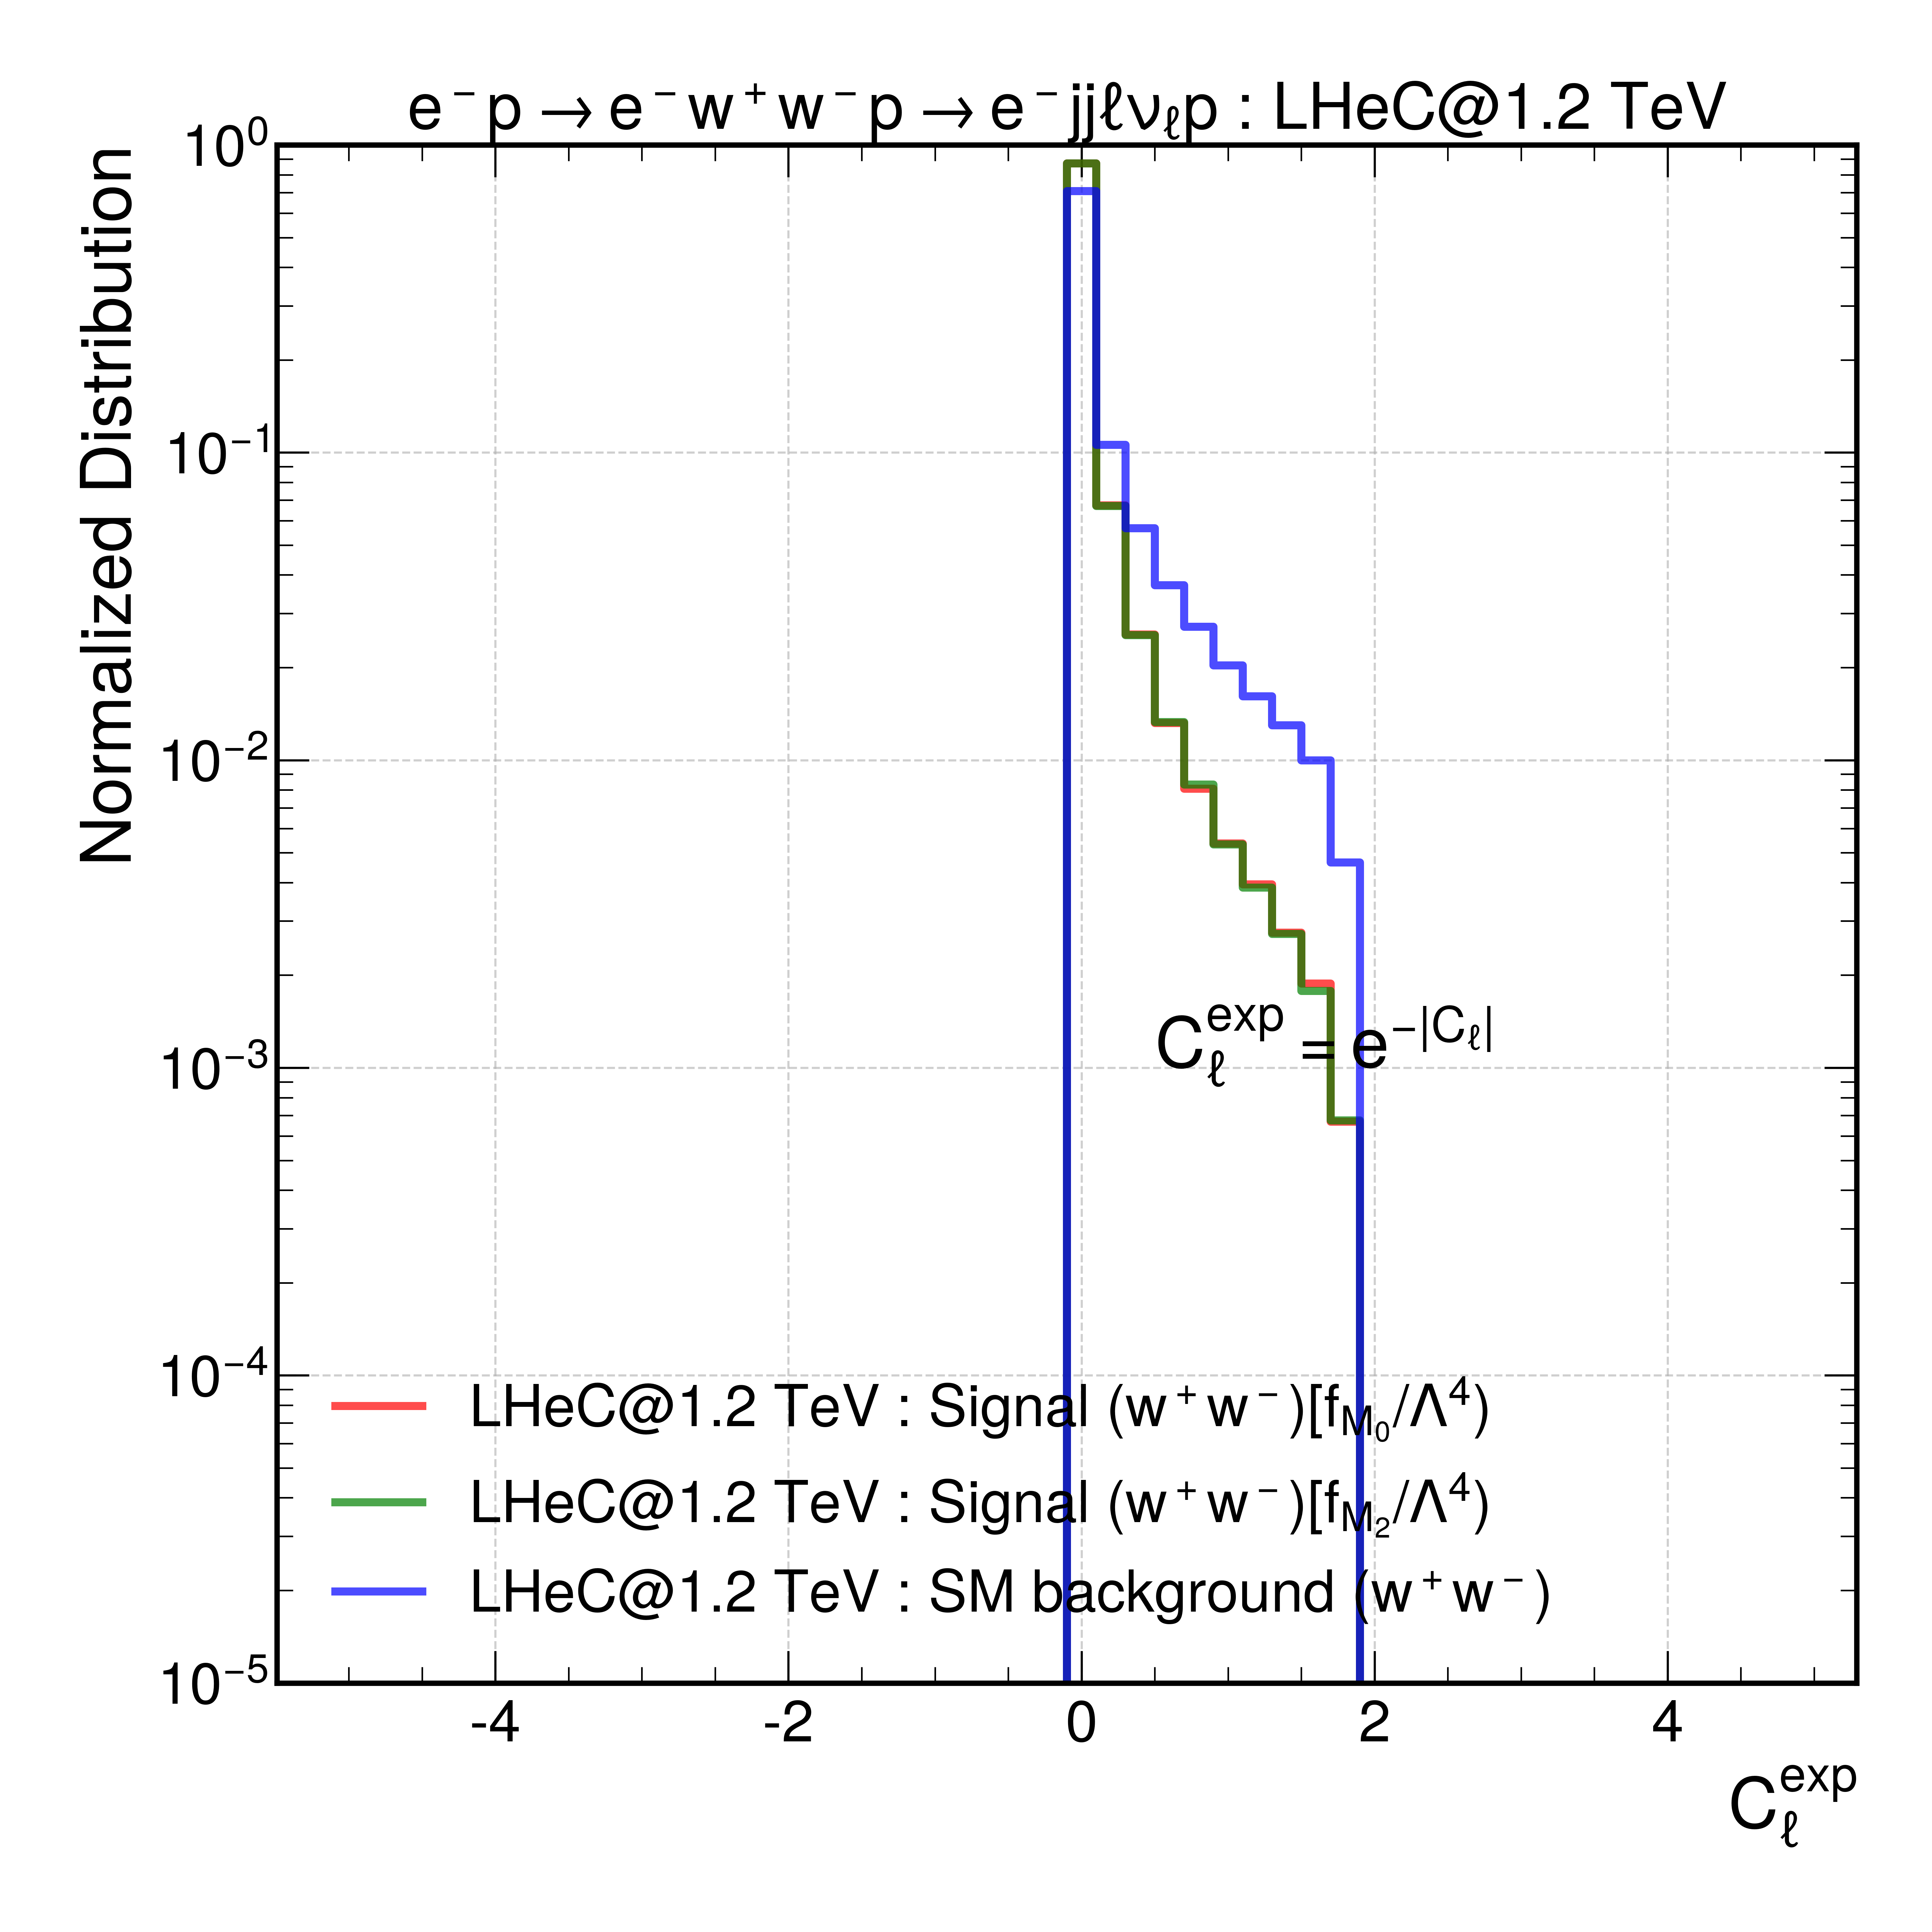 e⁻p → e⁻w⁺w⁻p → e⁻jjℓνℓp : LHeC@1.2 TeV
Normalized Distribution
10⁰
10⁻¹
10⁻²
10⁻³
10⁻⁴
10⁻⁵
C_ℓ^exp = e^−|C_ℓ|
LHeC@1.2 TeV : Signal (w⁺w⁻)[f_M₀/Λ⁴)
LHeC@1.2 TeV : Signal (w⁺w⁻)[f_M₂/Λ⁴)
LHeC@1.2 TeV : SM background (w⁺w⁻)
-4 -2 0 2 4
C_ℓ^exp